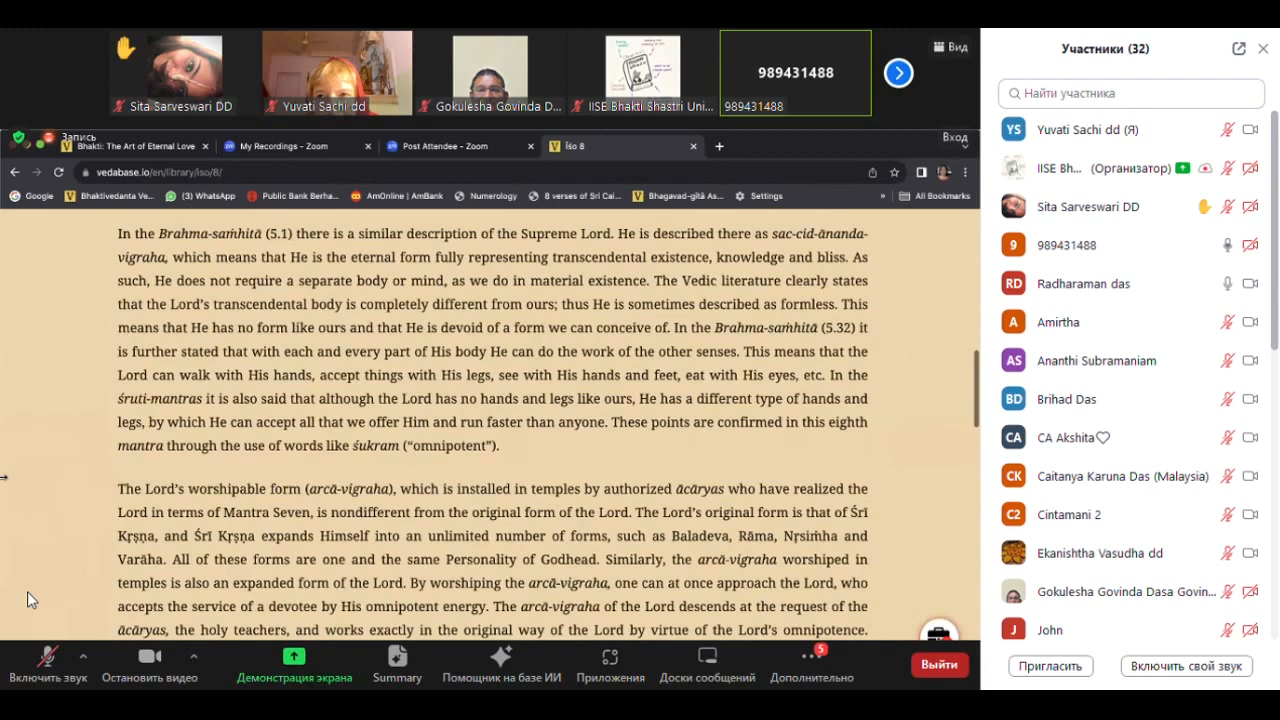 Sita Sarveswari DD
Yuvati Sachi dd
Gokulesha Govinda D...
IISE Bhakti Shastri Uni...
989431488
989431488
Вид
Участники (32)
Найти участника
Yuvati Sachi dd (Я)
IISE Bh... (Организатор)
Sita Sarveswari DD
989431488
Radharaman das
Amirtha
Ananthi Subramaniam
Brihad Das
CA Akshita♡
Caitanya Karuna Das (Malaysia)
Cintamani 2
Ekanishtha Vasudha dd
Gokulesha Govinda Dasa Govin...
John
YS
9
RD
A
AS
BD
CA
CK
C2
J
Пригласить
Включить свой звук
Запись
Вход
Bhakti: The Art of Eternal Love
My Recordings - Zoom
Post Attendee - Zoom
Īśo 8
vedabase.io/en/library/iso/8/
Google
Bhaktivedanta Ve...
(3) WhatsApp
Public Bank Berha...
AmOnline | AmBank
Numerology
8 verses of Sri Cai...
Bhagavad-gītā As...
Settings
»
All Bookmarks
In the Brahma-saṁhitā (5.1) there is a similar description of the Supreme Lord. He is described there as sac-cid-ānanda-
vigraha, which means that He is the eternal form fully representing transcendental existence, knowledge and bliss. As
such, He does not require a separate body or mind, as we do in material existence. The Vedic literature clearly states
that the Lord's transcendental body is completely different from ours; thus He is sometimes described as formless. This
means that He has no form like ours and that He is devoid of a form we can conceive of. In the Brahma-saṁhitā (5.32) it
is further stated that with each and every part of His body He can do the work of the other senses. This means that the
Lord can walk with His hands, accept things with His legs, see with His hands and feet, eat with His eyes, etc. In the
śruti-mantras it is also said that although the Lord has no hands and legs like ours, He has a different type of hands and
legs, by which He can accept all that we offer Him and run faster than anyone. These points are confirmed in this eighth
mantra through the use of words like śukram ("omnipotent").
The Lord's worshipable form (arcā-vigraha), which is installed in temples by authorized ācāryas who have realized the
Lord in terms of Mantra Seven, is nondifferent from the original form of the Lord. The Lord's original form is that of Śrī
Kṛṣṇa, and Śrī Kṛṣṇa expands Himself into an unlimited number of forms, such as Baladeva, Rāma, Nṛsiṁha and
Varāha. All of these forms are one and the same Personality of Godhead. Similarly, the arcā-vigraha worshiped in
temples is also an expanded form of the Lord. By worshiping the arcā-vigraha, one can at once approach the Lord, who
accepts the service of a devotee by His omnipotent energy. The arcā-vigraha of the Lord descends at the request of the
ācāryas, the holy teachers, and works exactly in the original way of the Lord by virtue of the Lord's omnipotence.
Включить звук
Остановить видео
Демонстрация экрана
Summary
Помощник на базе ИИ
Приложения
Доски сообщений
5
Дополнительно
Выйти